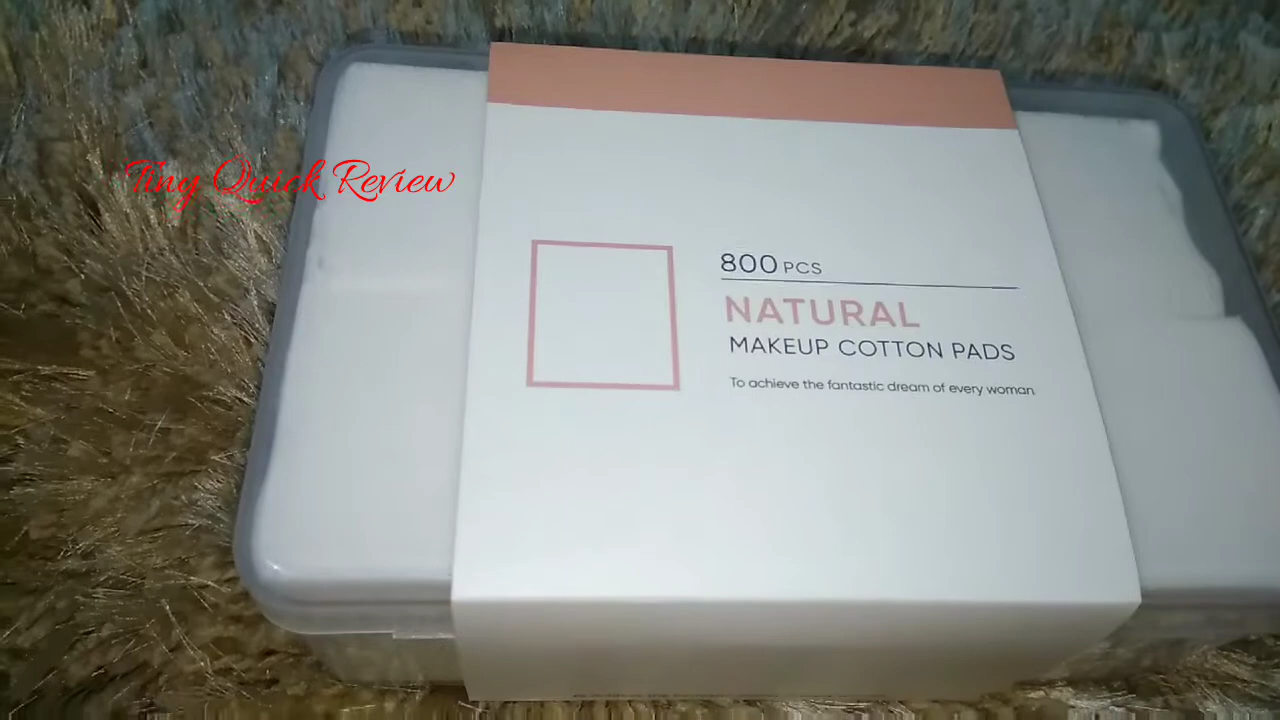 Tiny Quick Review
800 PCS
NATURAL
MAKEUP COTTON PADS
To achieve the fantastic dream of every woman